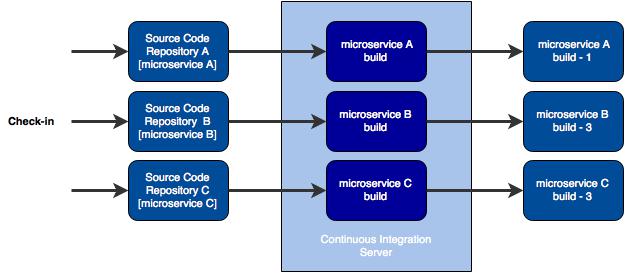 Source Code
Repository A
[microservice A]
microservice A
build
microservice A
build - 1
Check-in
Source Code
Repository  B
[microservice B]
microservice B
build
microservice B
build - 3
Source Code
Repository C
[microservice C]
microservice C
build
microservice C
build - 3
Continuous Integration
Server